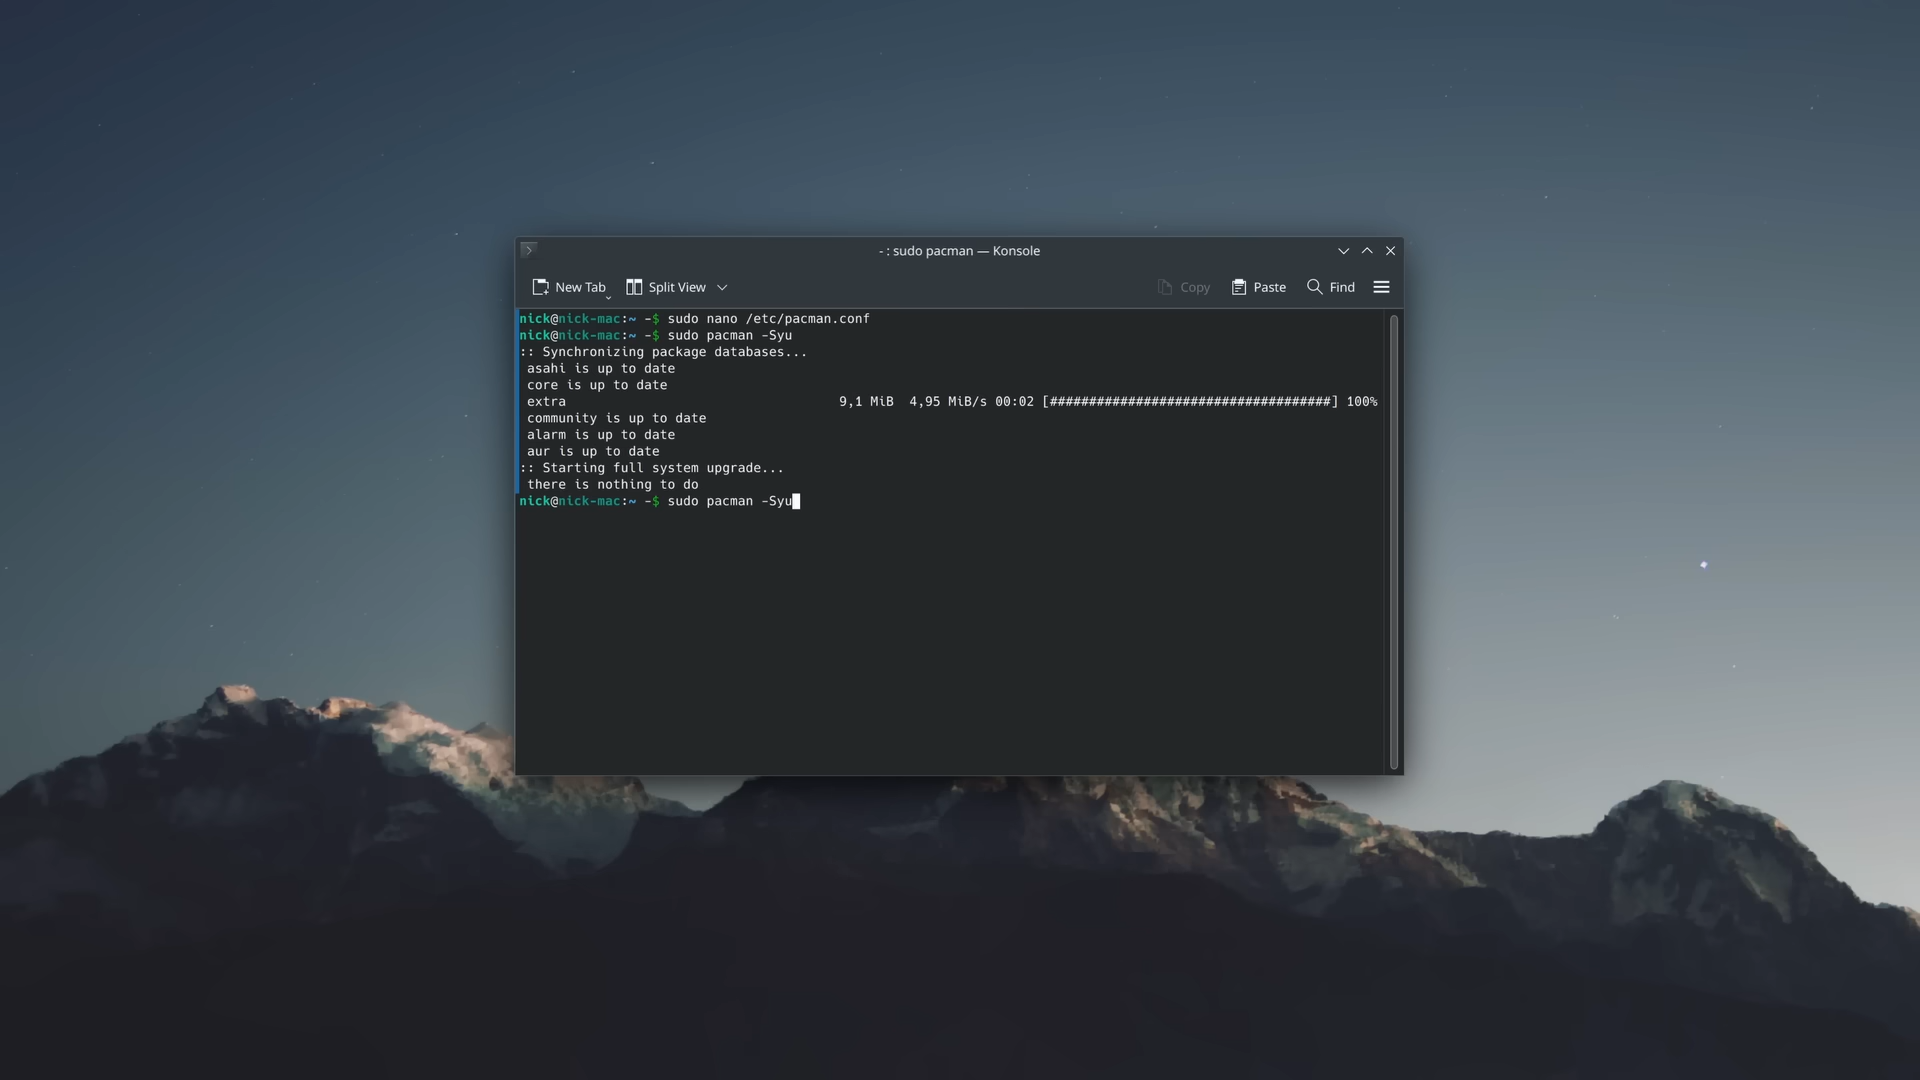 - : sudo pacman — Konsole
New Tab Split View Copy Paste Find
nick@nick-mac:~ -$ sudo nano /etc/pacman.conf
nick@nick-mac:~ -$ sudo pacman -Syu
:: Synchronizing package databases...
asahi is up to date
core is up to date
extra 9,1 MiB 4,95 MiB/s 00:02 [####################################] 100%
community is up to date
alarm is up to date
aur is up to date
:: Starting full system upgrade...
there is nothing to do
nick@nick-mac:~ -$ sudo pacman -Syu